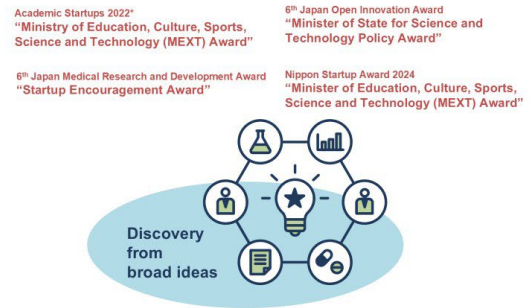 Academic Startups 2022*
“Ministry of Education, Culture, Sports,
Science and Technology (MEXT) Award”
6th Japan Open Innovation Award
“Minister of State for Science and
Technology Policy Award”
6th Japan Medical Research and Development Award
“Startup Encouragement Award”
Nippon Startup Award 2024
“Minister of Education, Culture, Sports,
Science and Technology (MEXT) Award”
Discovery
from
broad ideas